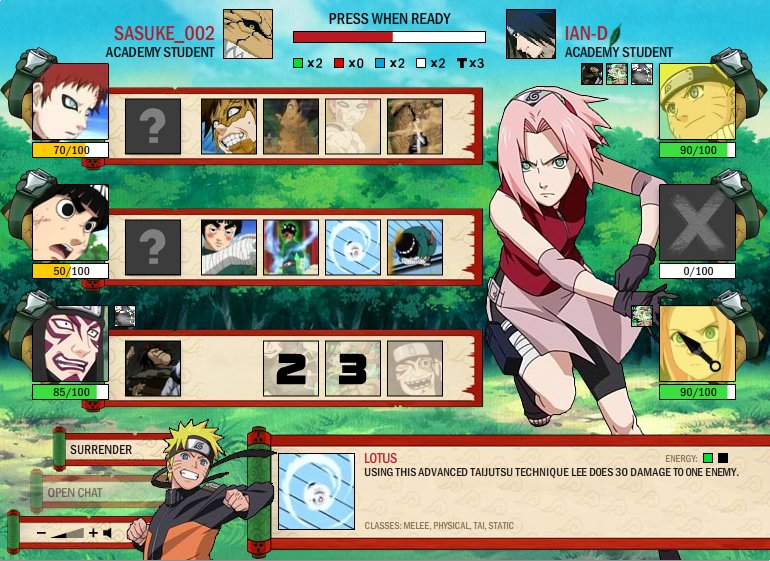 PRESS WHEN READY
SASUKE_002
ACADEMY STUDENT
IAN-D
ACADEMY STUDENT
x2 x0 x2 x2 Tx3
?
70/100
90/100
?
50/100
0/100
2 3
85/100
90/100
SURRENDER
OPEN CHAT
− +
LOTUS
ENERGY:
USING THIS ADVANCED TAIJUTSU TECHNIQUE LEE DOES 30 DAMAGE TO ONE ENEMY.
CLASSES: MELEE, PHYSICAL, TAI, STATIC